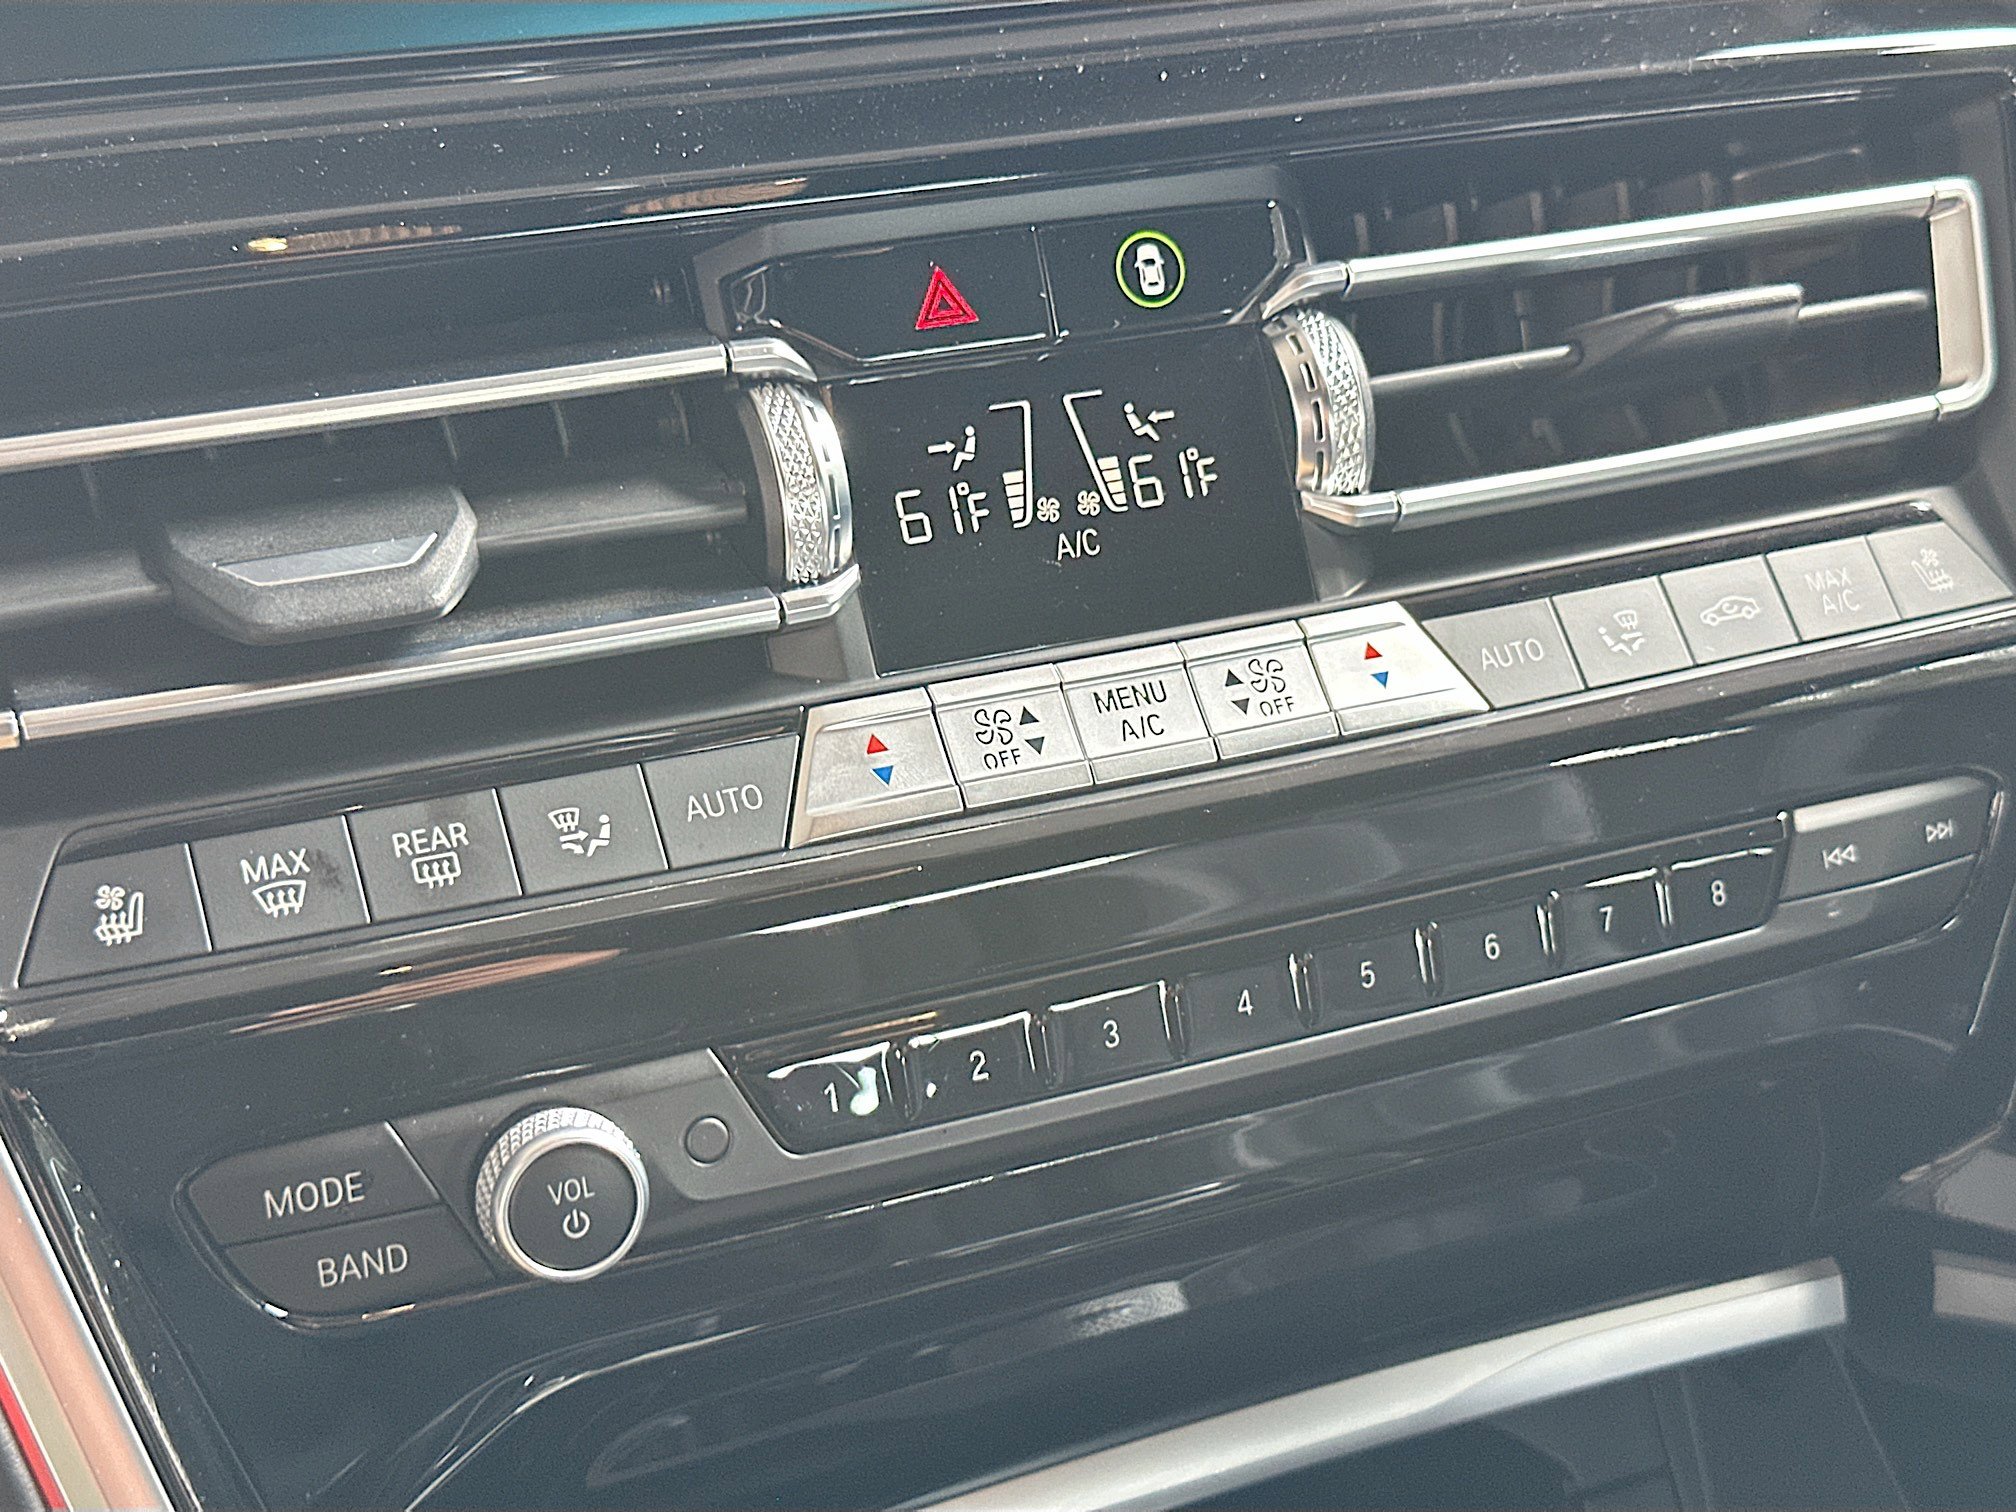 61°F
61°F
A/C
MAX
REAR
AUTO
OFF
MENU
A/C
OFF
AUTO
MAX
A/C
1
2
3
4
5
6
7
8
MODE
BAND
VOL